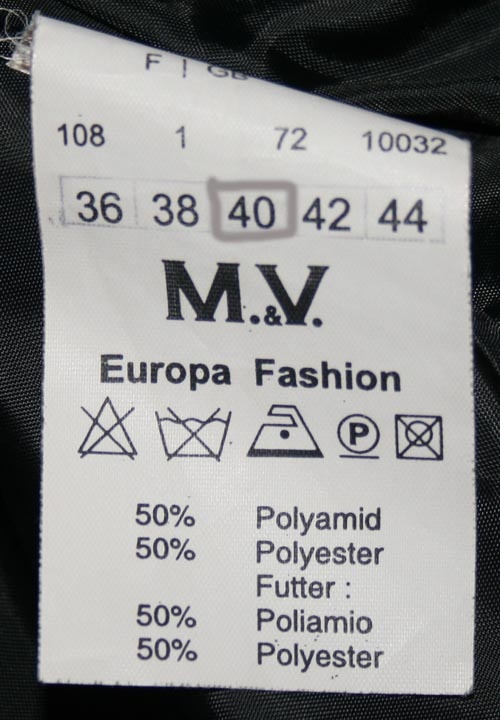 F | GB
108 1 72 10032
36 38 40 42 44
M.&V.
Europa Fashion
P
50% Polyamid
50% Polyester
Futter :
50% Poliamio
50% Polyester